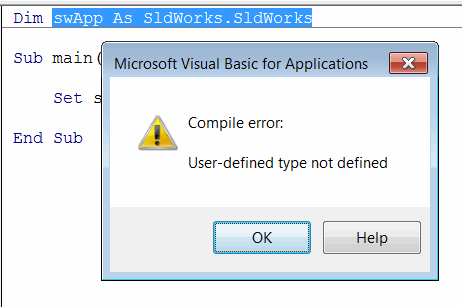 Dim swApp As SldWorks.SldWorks
Sub main(
Set s
End Sub
Microsoft Visual Basic for Applications
Compile error:
User-defined type not defined
OK
Help